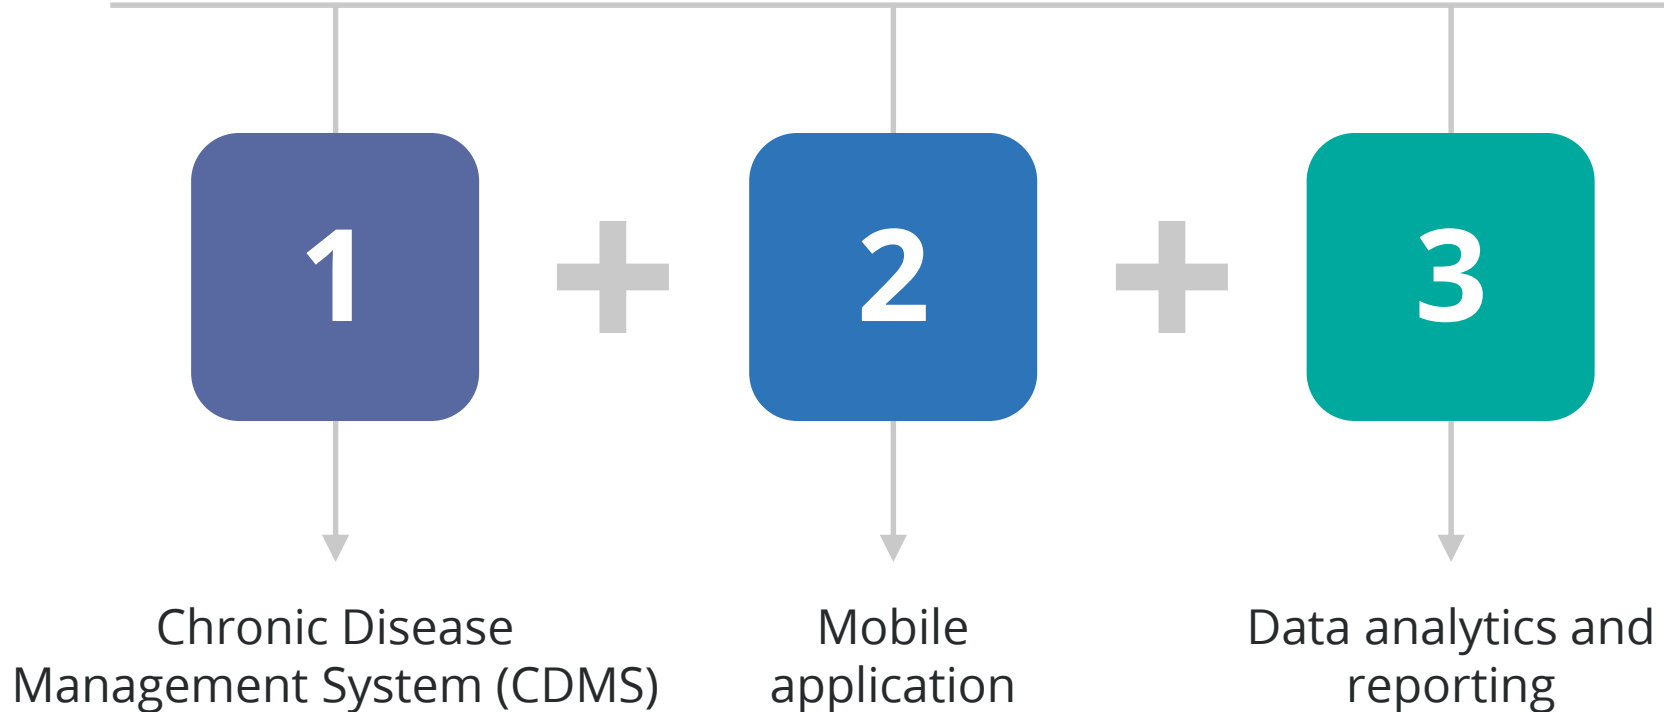 1
2
3
Chronic Disease
Management System (CDMS)
Mobile
application
Data analytics and
reporting